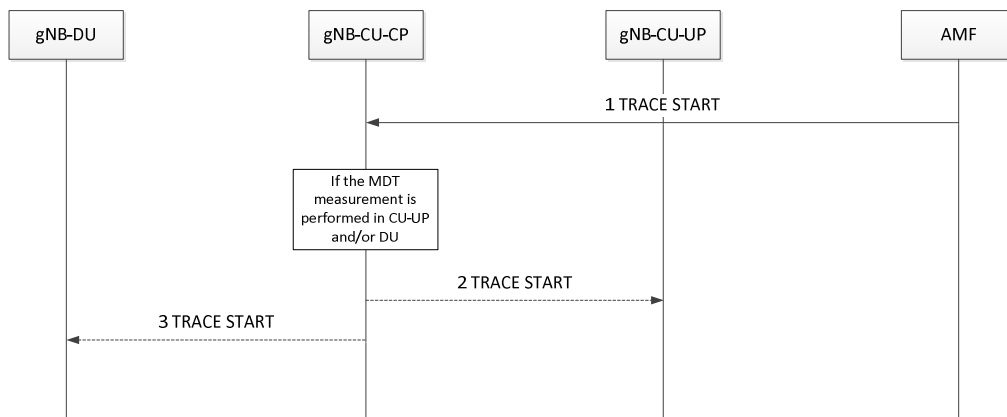 gNB-DU
gNB-CU-CP
gNB-CU-UP
AMF
1 TRACE START
If the MDT
measurement is
performed in CU-UP
and/or DU
2 TRACE START
3 TRACE START